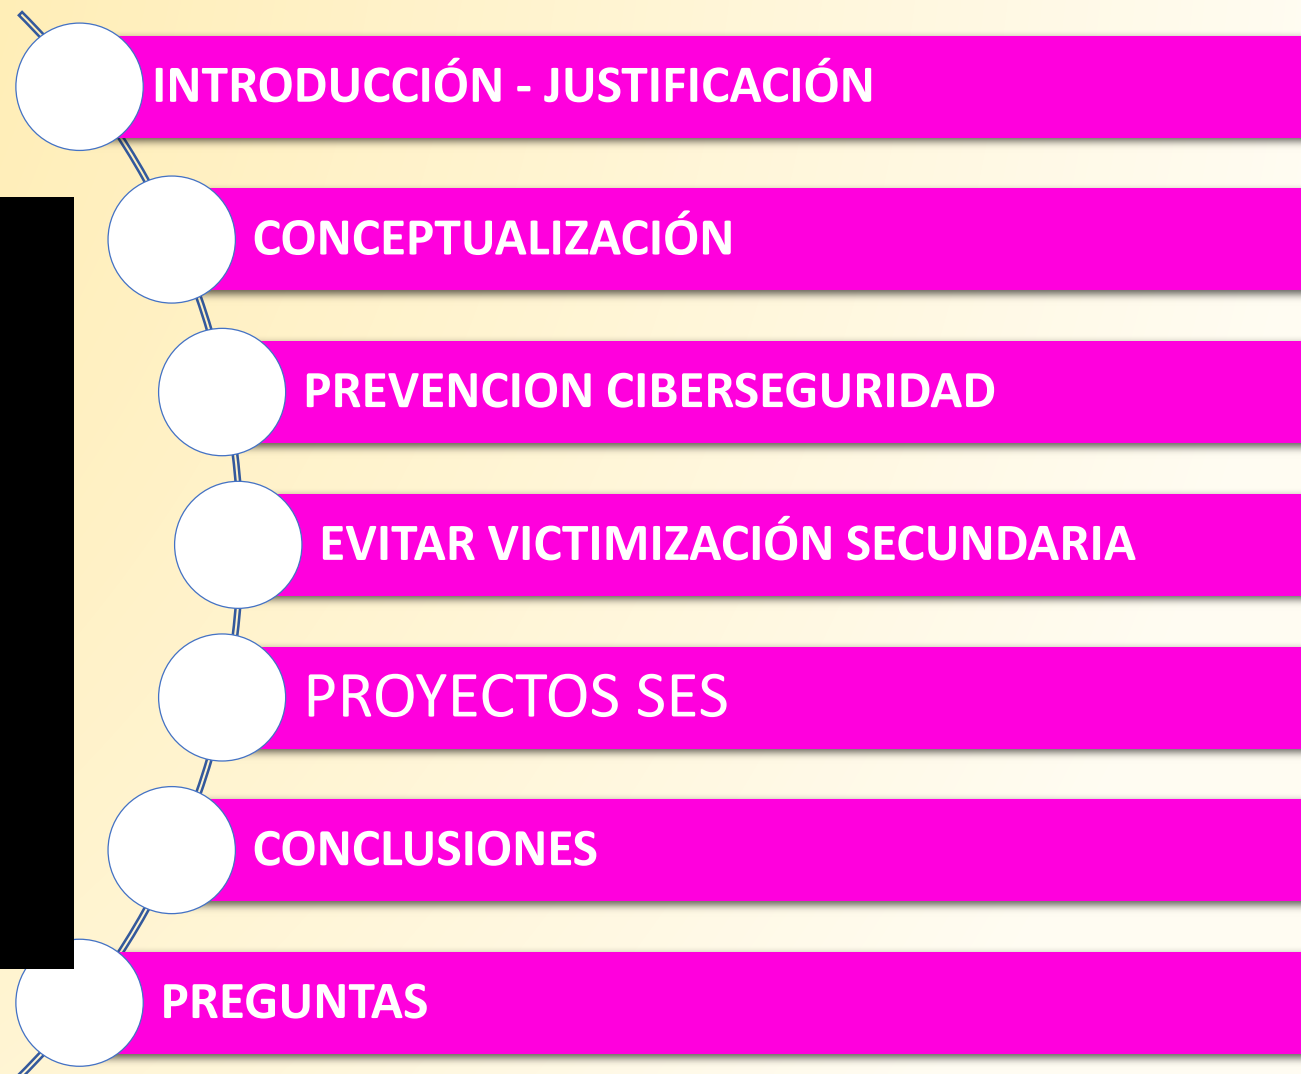 INTRODUCCIÓN - JUSTIFICACIÓN
CONCEPTUALIZACIÓN
PREVENCION CIBERSEGURIDAD
EVITAR VICTIMIZACIÓN SECUNDARIA
PROYECTOS SES
CONCLUSIONES
PREGUNTAS